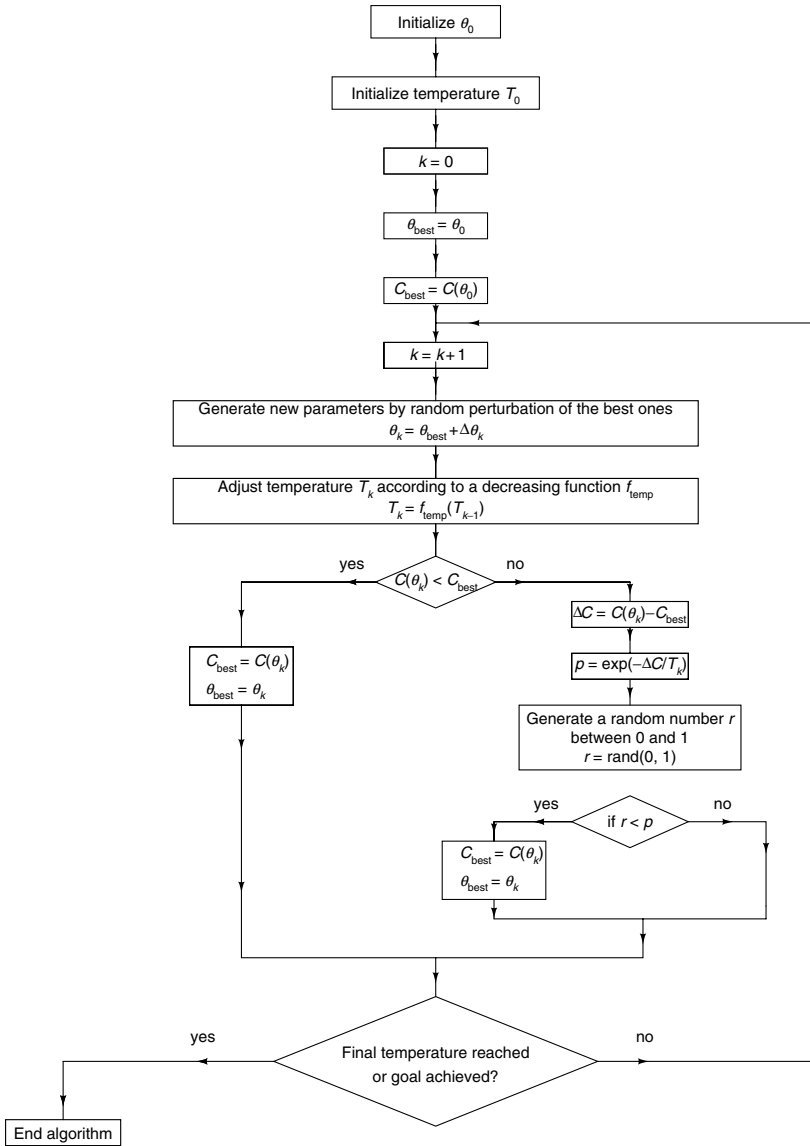 Initialize θ₀
Initialize temperature T₀
k = 0
θbest = θ₀
Cbest = C(θ₀)
k = k+1
Generate new parameters by random perturbation of the best ones
θk = θbest + Δθk
Adjust temperature Tk according to a decreasing function ftemp
Tk = ftemp(Tk−1)
yes
C(θk) < Cbest
no
ΔC = C(θk)−Cbest
Cbest = C(θk)
θbest = θk
p = exp(−ΔC/Tk)
Generate a random number r
between 0 and 1
r = rand(0, 1)
yes
if r < p
no
Cbest = C(θk)
θbest = θk
yes
Final temperature reached
or goal achieved?
no
End algorithm